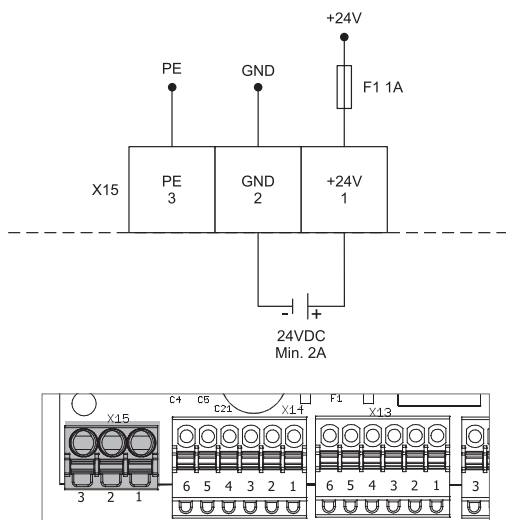 +24V
PE
GND
F1 1A
X15
PE
3
GND
2
+24V
1
- +
24VDC
Min. 2A
C4 C5 C21 X14 F1 X13
X15
3 2 1
6 5 4 3 2 1
6 5 4 3 2 1
3